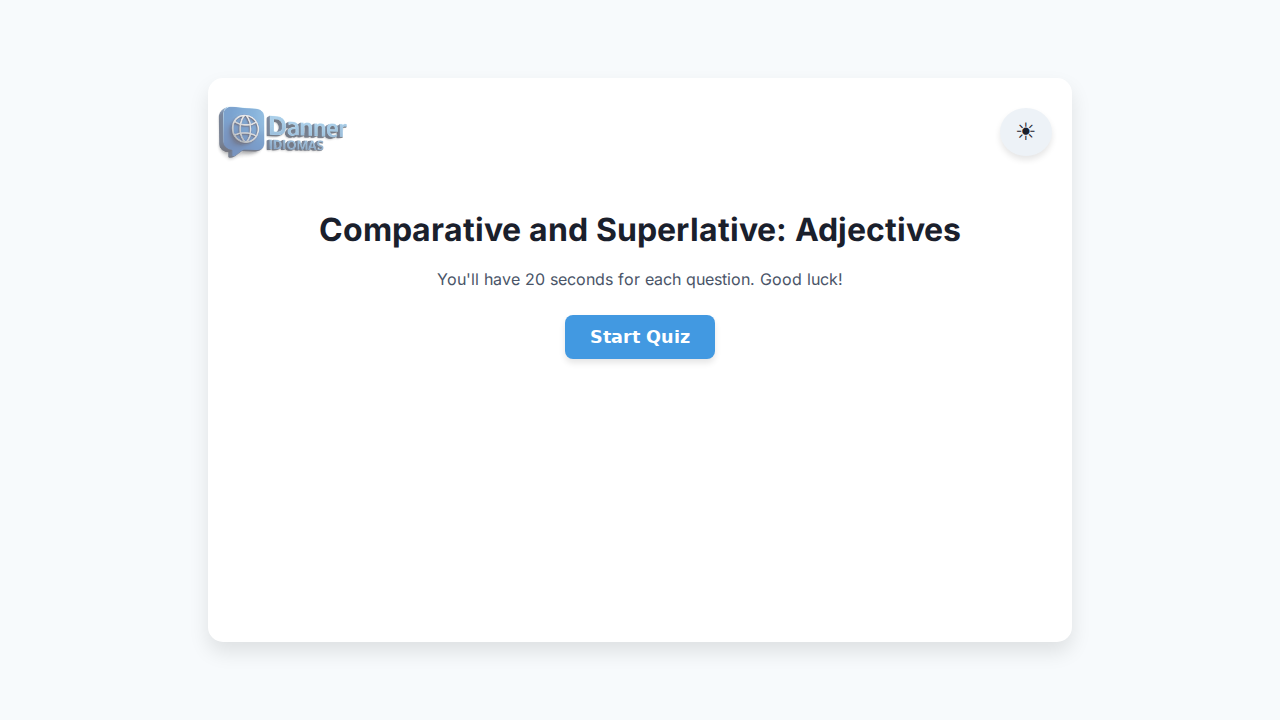 Danner
IDIOMAS
Comparative and Superlative: Adjectives
You'll have 20 seconds for each question. Good luck!
Start Quiz